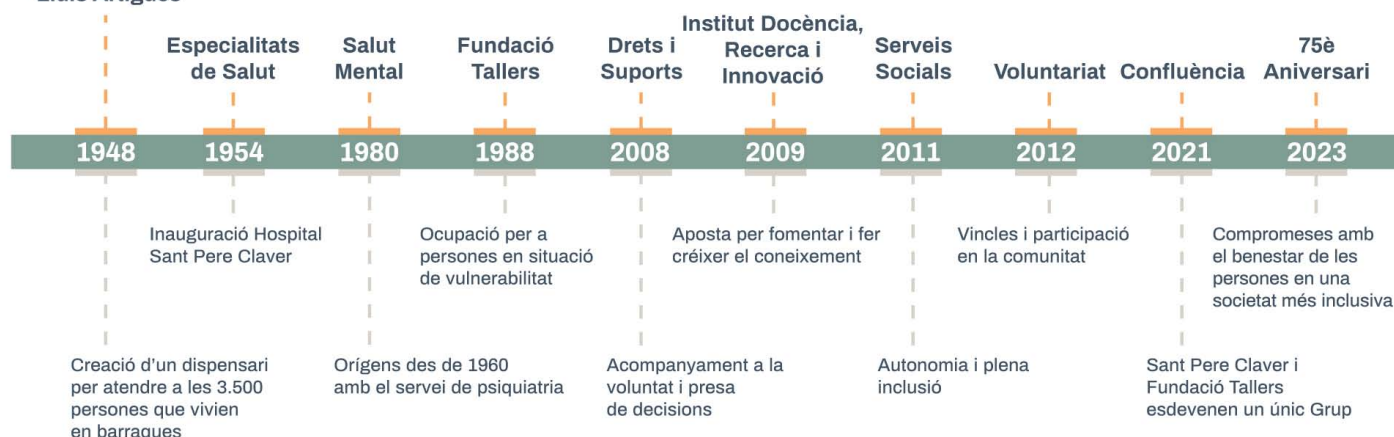 Especialitats
de Salut
Salut
Mental
Fundació
Tallers
Drets i
Suports
Institut Docència,
Recerca i
Innovació
Serveis
Socials
Voluntariat
Confluència
75è
Aniversari
1948
1954
1980
1988
2008
2009
2011
2012
2021
2023
Inauguració Hospital
Sant Pere Claver
Ocupació per a
persones en situació
de vulnerabilitat
Aposta per fomentar i fer
créixer el coneixement
Vincles i participació
en la comunitat
Compromeses amb
el benestar de les
persones en una
societat més inclusiva
Creació d’un dispensari
per atendre a les 3.500
persones que vivien
en barraques
Orígens des de 1960
amb el servei de psiquiatria
Acompanyament a la
voluntat i presa
de decisions
Autonomia i plena
inclusió
Sant Pere Claver i
Fundació Tallers
esdevenen un únic Grup